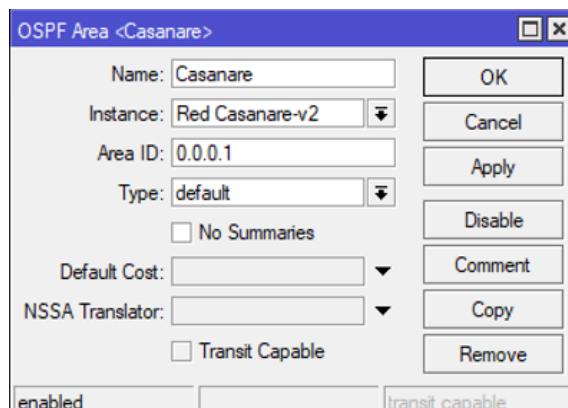 OSPF Area <Casanare>
Name: Casanare
OK
Instance: Red Casanare-v2
Cancel
Area ID: 0.0.0.1
Apply
Type: default
No Summaries
Disable
Default Cost:
Comment
NSSA Translator:
Copy
Transit Capable
Remove
enabled
transit capable